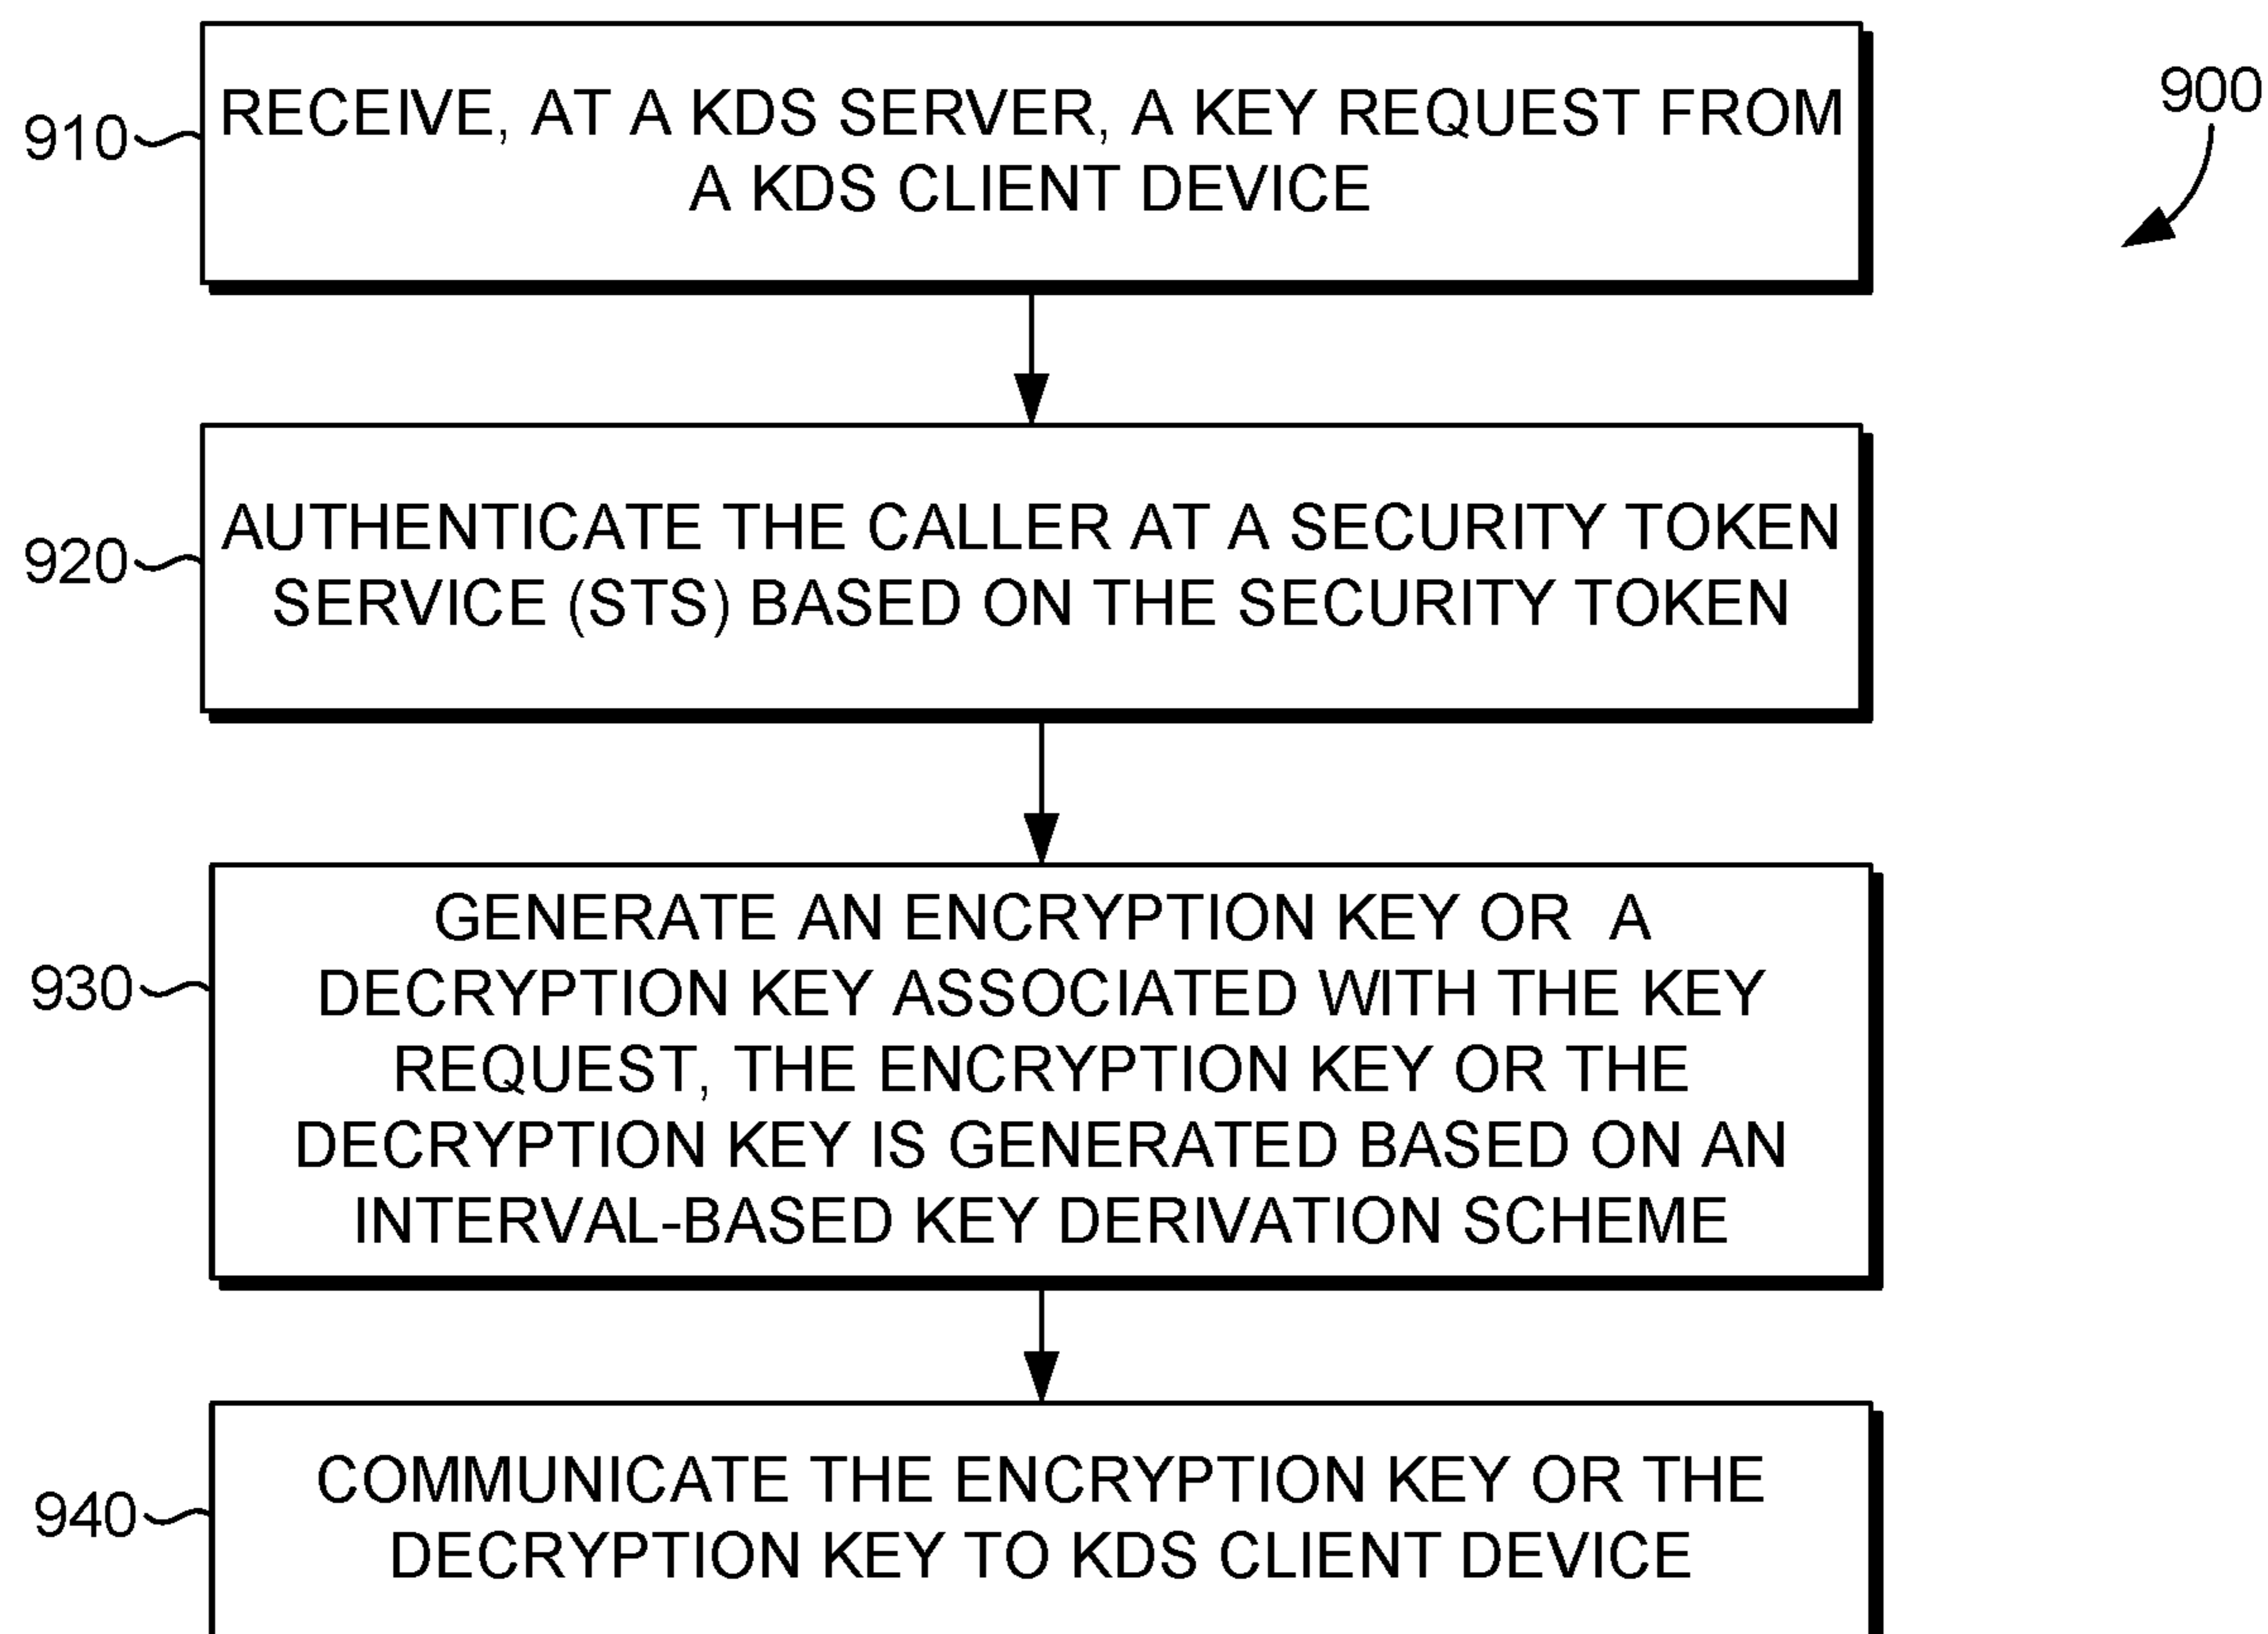 900
910
RECEIVE, AT A KDS SERVER, A KEY REQUEST FROM
A KDS CLIENT DEVICE
920
AUTHENTICATE THE CALLER AT A SECURITY TOKEN
SERVICE (STS) BASED ON THE SECURITY TOKEN
930
GENERATE AN ENCRYPTION KEY OR A
DECRYPTION KEY ASSOCIATED WITH THE KEY
REQUEST, THE ENCRYPTION KEY OR THE
DECRYPTION KEY IS GENERATED BASED ON AN
INTERVAL-BASED KEY DERIVATION SCHEME
940
COMMUNICATE THE ENCRYPTION KEY OR THE
DECRYPTION KEY TO KDS CLIENT DEVICE